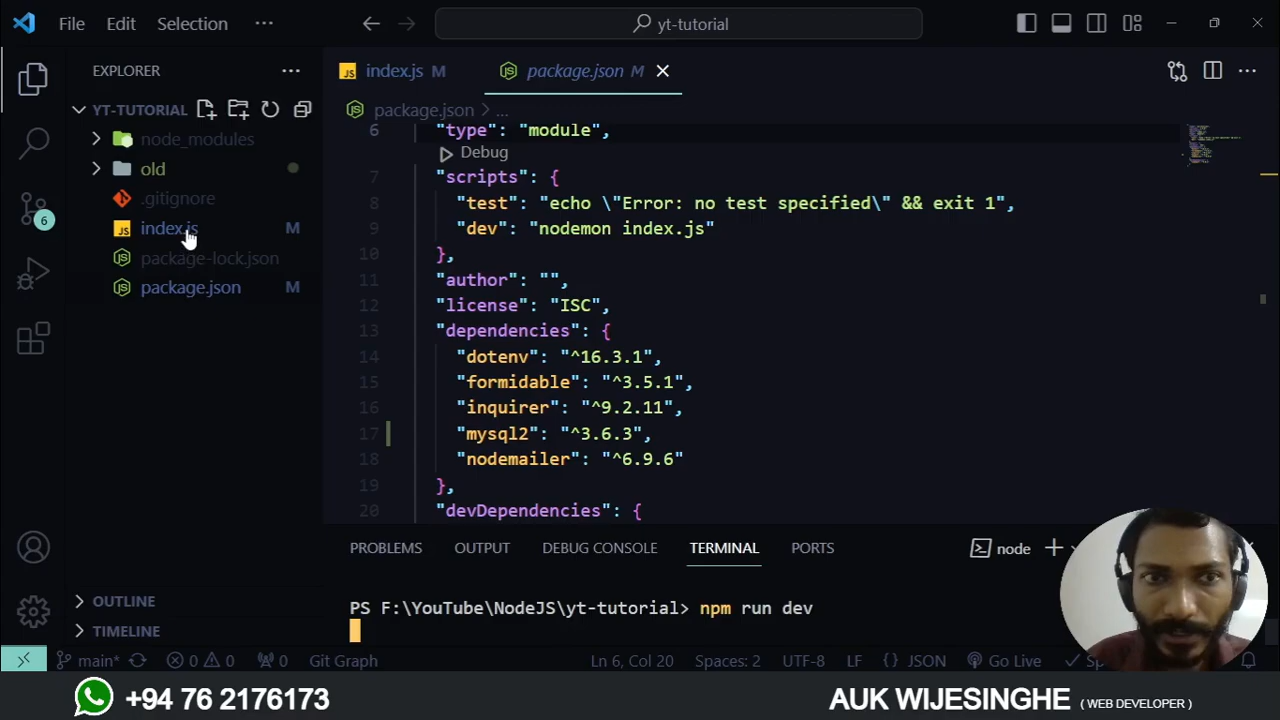 File Edit Selection ··· yt-tutorial
EXPLORER ···
YT-TUTORIAL
node_modules
old
.gitignore
index.js M
package-lock.json
package.json M
OUTLINE
TIMELINE
6
index.js M
package.json M
package.json > ...
6 "type": "module",
Debug
7 "scripts": {
8 "test": "echo \"Error: no test specified\" && exit 1",
9 "dev": "nodemon index.js"
10 },
11 "author": "",
12 "license": "ISC",
13 "dependencies": {
14 "dotenv": "^16.3.1",
15 "formidable": "^3.5.1",
16 "inquirer": "^9.2.11",
17 "mysql2": "^3.6.3",
18 "nodemailer": "^6.9.6"
19 },
20 "devDependencies": {
PROBLEMS OUTPUT DEBUG CONSOLE TERMINAL PORTS node
PS F:\YouTube\NodeJS\yt-tutorial> npm run dev
main* 0 0 0 Git Graph Ln 6, Col 20 Spaces: 2 UTF-8 LF {} JSON Go Live
+94 76 2176173 AUK WIJESINGHE ( WEB DEVELOPER )